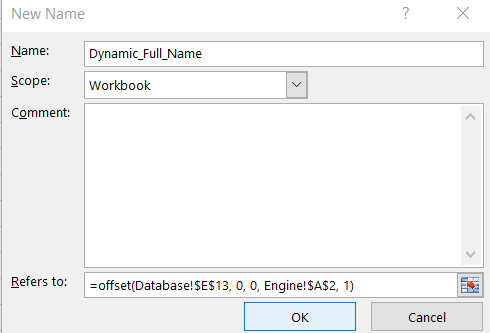 New Name
?
Name: Dynamic_Full_Name
Scope: Workbook
Comment:
Refers to: =offset(Database!$E$13, 0, 0, Engine!$A$2, 1)
OK Cancel